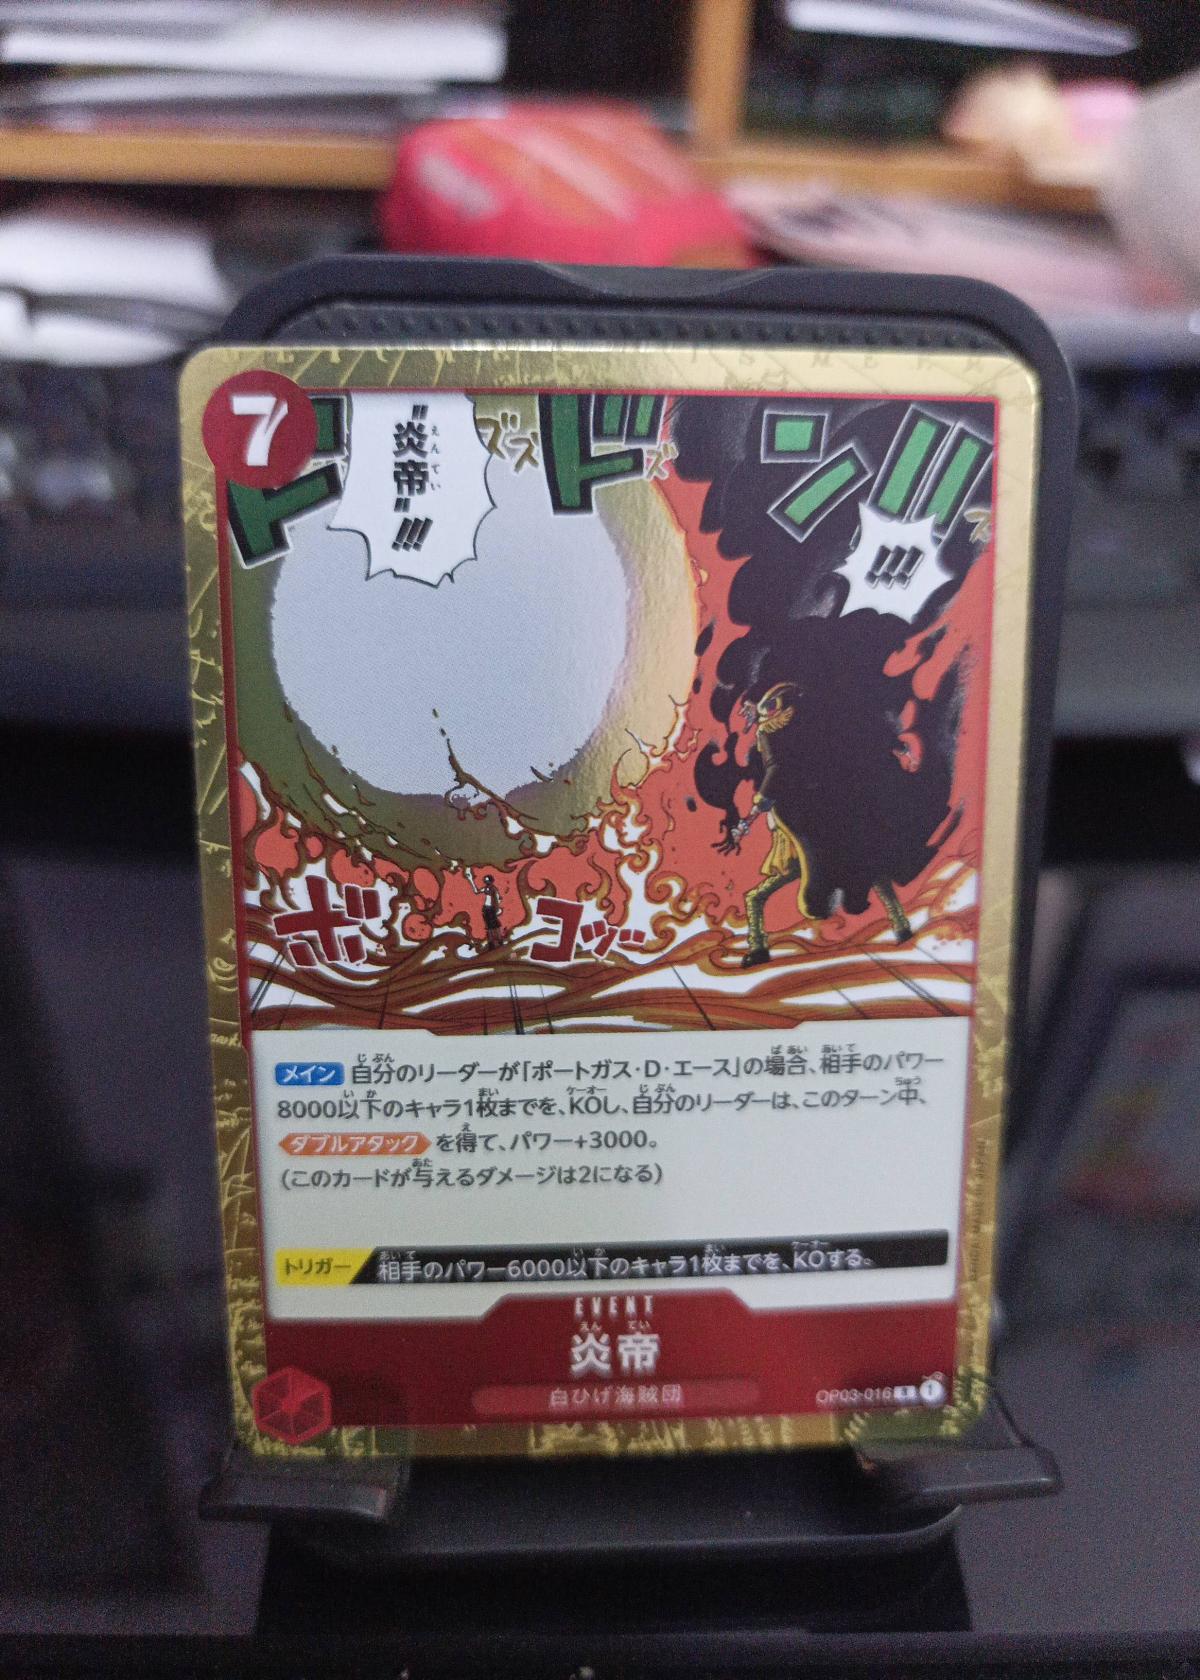 7
"炎帝"!!!
ズズ
ド
ド
ズ
ン
!!!
ズ
ボ
コッ
メイン 自分のリーダーが「ポートガス・D・エース」の場合、相手のパワー
8000以下のキャラ1枚までを、KOし、自分のリーダーは、このターン中、
ダブルアタック を得て、パワー+3000。
(このカードが与えるダメージは2になる)
トリガー 相手のパワー6000以下のキャラ1枚までを、KOする。
EVENT
炎帝
白ひげ海賊団
OP03-016 R 1